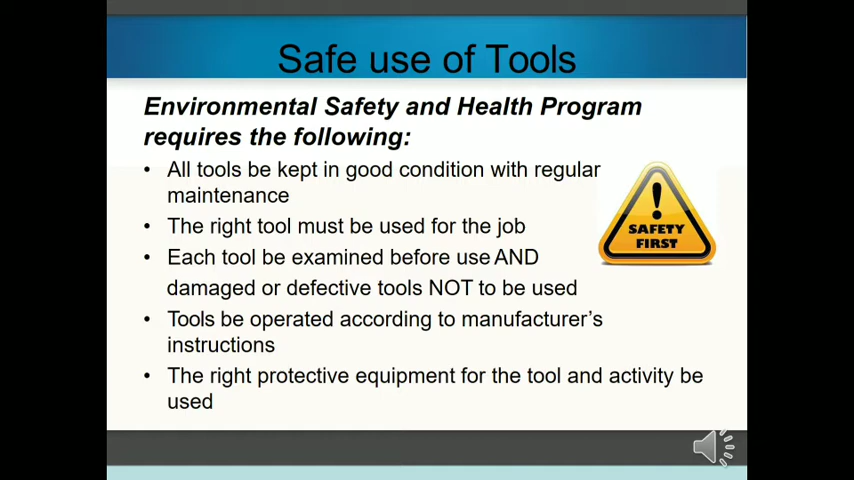 Safe use of Tools
Environmental Safety and Health Program
requires the following:
• All tools be kept in good condition with regular
maintenance
• The right tool must be used for the job
• Each tool be examined before use AND
damaged or defective tools NOT to be used
• Tools be operated according to manufacturer’s
instructions
• The right protective equipment for the tool and activity be
used
SAFETY
FIRST